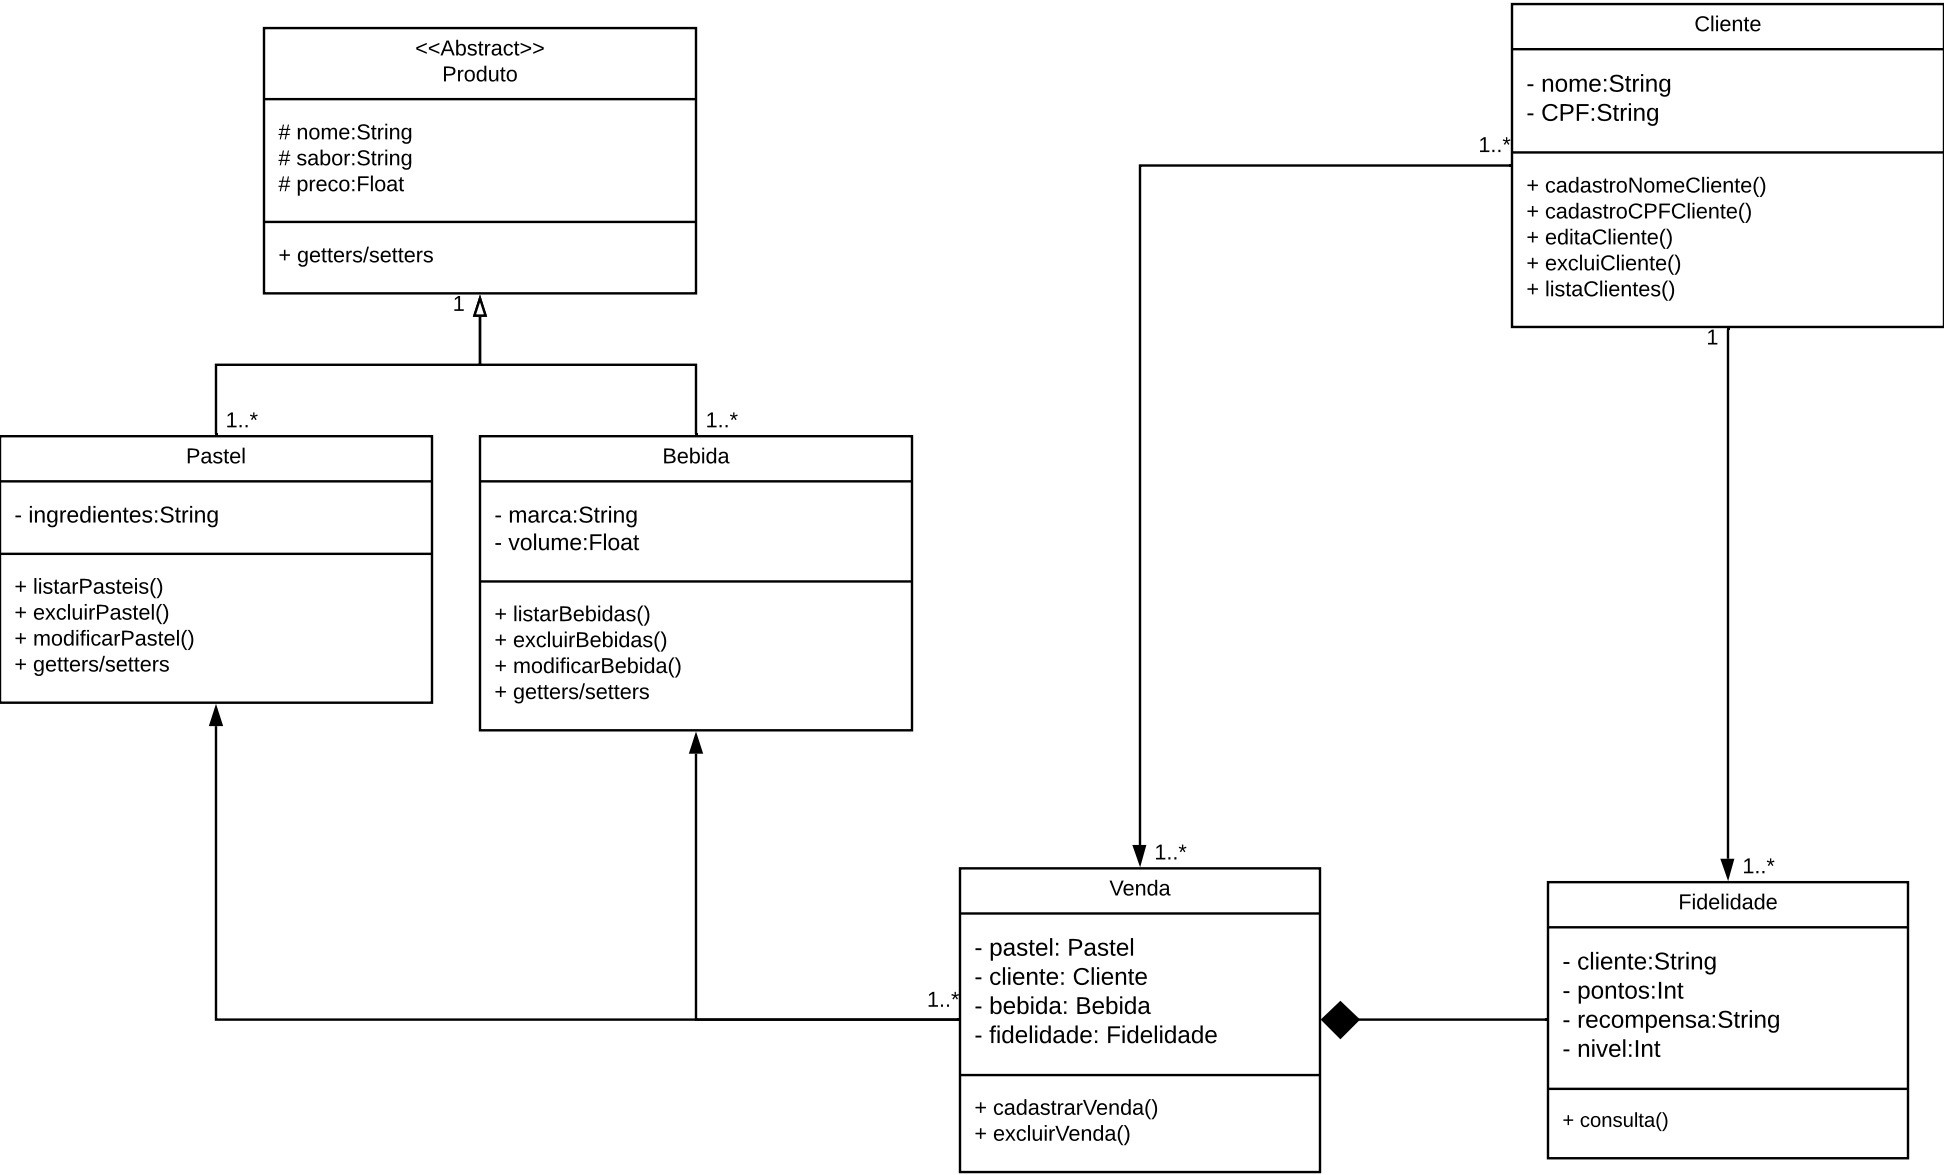 <<Abstract>>
Produto
# nome:String
# sabor:String
# preco:Float
+ getters/setters
1
1..*
1..*
Pastel
- ingredientes:String
+ listarPasteis()
+ excluirPastel()
+ modificarPastel()
+ getters/setters
Bebida
- marca:String
- volume:Float
+ listarBebidas()
+ excluirBebidas()
+ modificarBebida()
+ getters/setters
Cliente
- nome:String
- CPF:String
+ cadastroNomeCliente()
+ cadastroCPFCliente()
+ editaCliente()
+ excluiCliente()
+ listaClientes()
1..*
1
1..*
1..*
1..*
Venda
- pastel: Pastel
- cliente: Cliente
- bebida: Bebida
- fidelidade: Fidelidade
+ cadastrarVenda()
+ excluirVenda()
Fidelidade
- cliente:String
- pontos:Int
- recompensa:String
- nivel:Int
+ consulta()